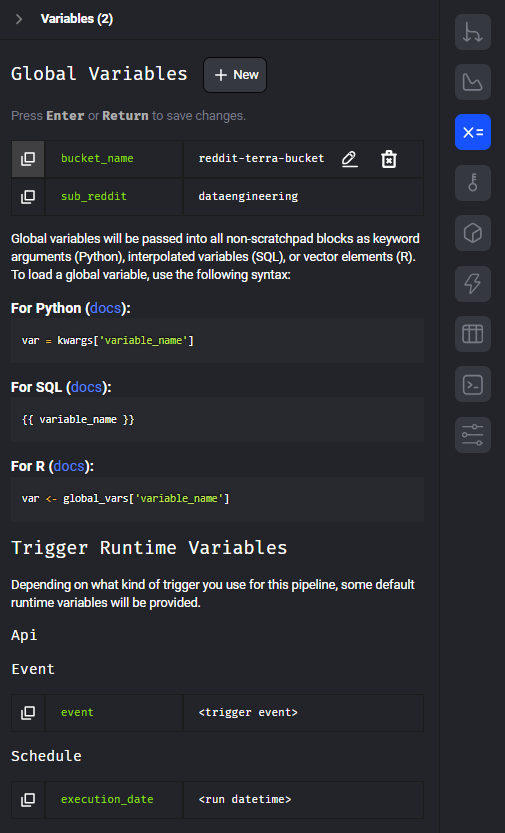 Variables (2)
Global Variables
+ New
Press Enter or Return to save changes.
bucket_name reddit-terra-bucket
sub_reddit dataengineering
Global variables will be passed into all non-scratchpad blocks as keyword
arguments (Python), interpolated variables (SQL), or vector elements (R).
To load a global variable, use the following syntax:
For Python (docs):
var = kwargs['variable_name']
For SQL (docs):
{{ variable_name }}
For R (docs):
var <- global_vars['variable_name']
Trigger Runtime Variables
Depending on what kind of trigger you use for this pipeline, some default
runtime variables will be provided.
Api
Event
event <trigger event>
Schedule
execution_date <run datetime>